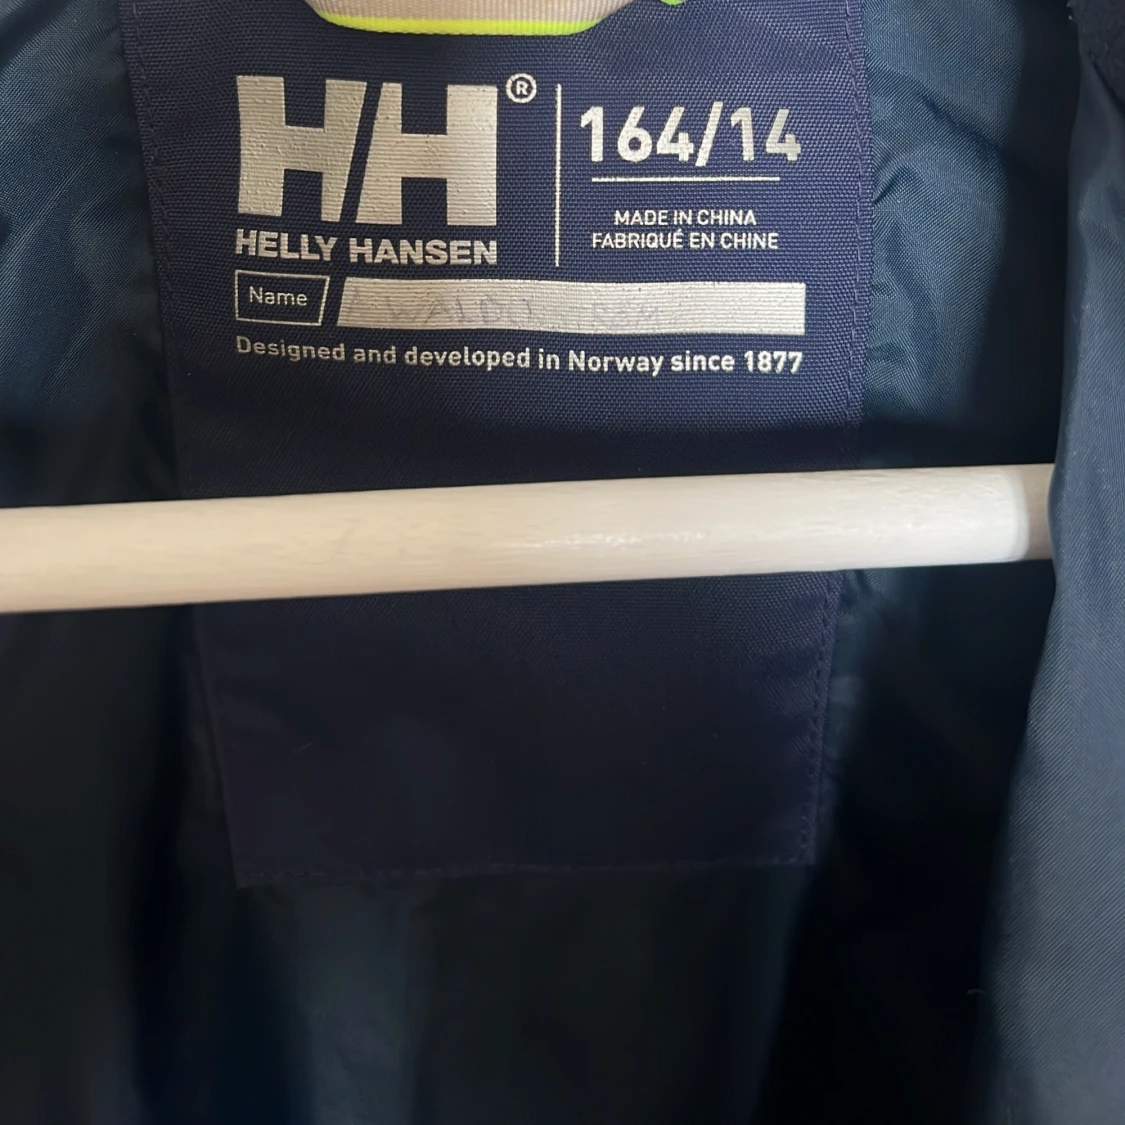 HH®
HELLY HANSEN
164/14
MADE IN CHINA
FABRIQUÉ EN CHINE
Name WALDO
Designed and developed in Norway since 1877